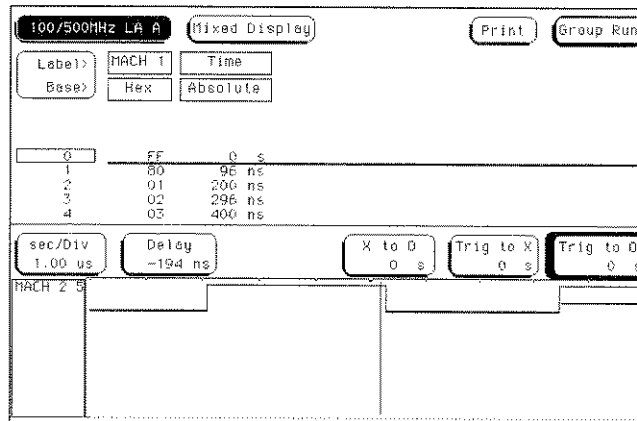 100/500MHz LA A Mixed Display Print Group Run
Label> MACH 1 Time
Base> Hex Absolute
0 FF 0 s
1 80 96 ns
2 01 200 ns
3 02 296 ns
4 03 400 ns
sec/Div Delay X to O Trig to X Trig to O
1.00 us -194 ns 0 s 0 s 0 s
MACH 2 5